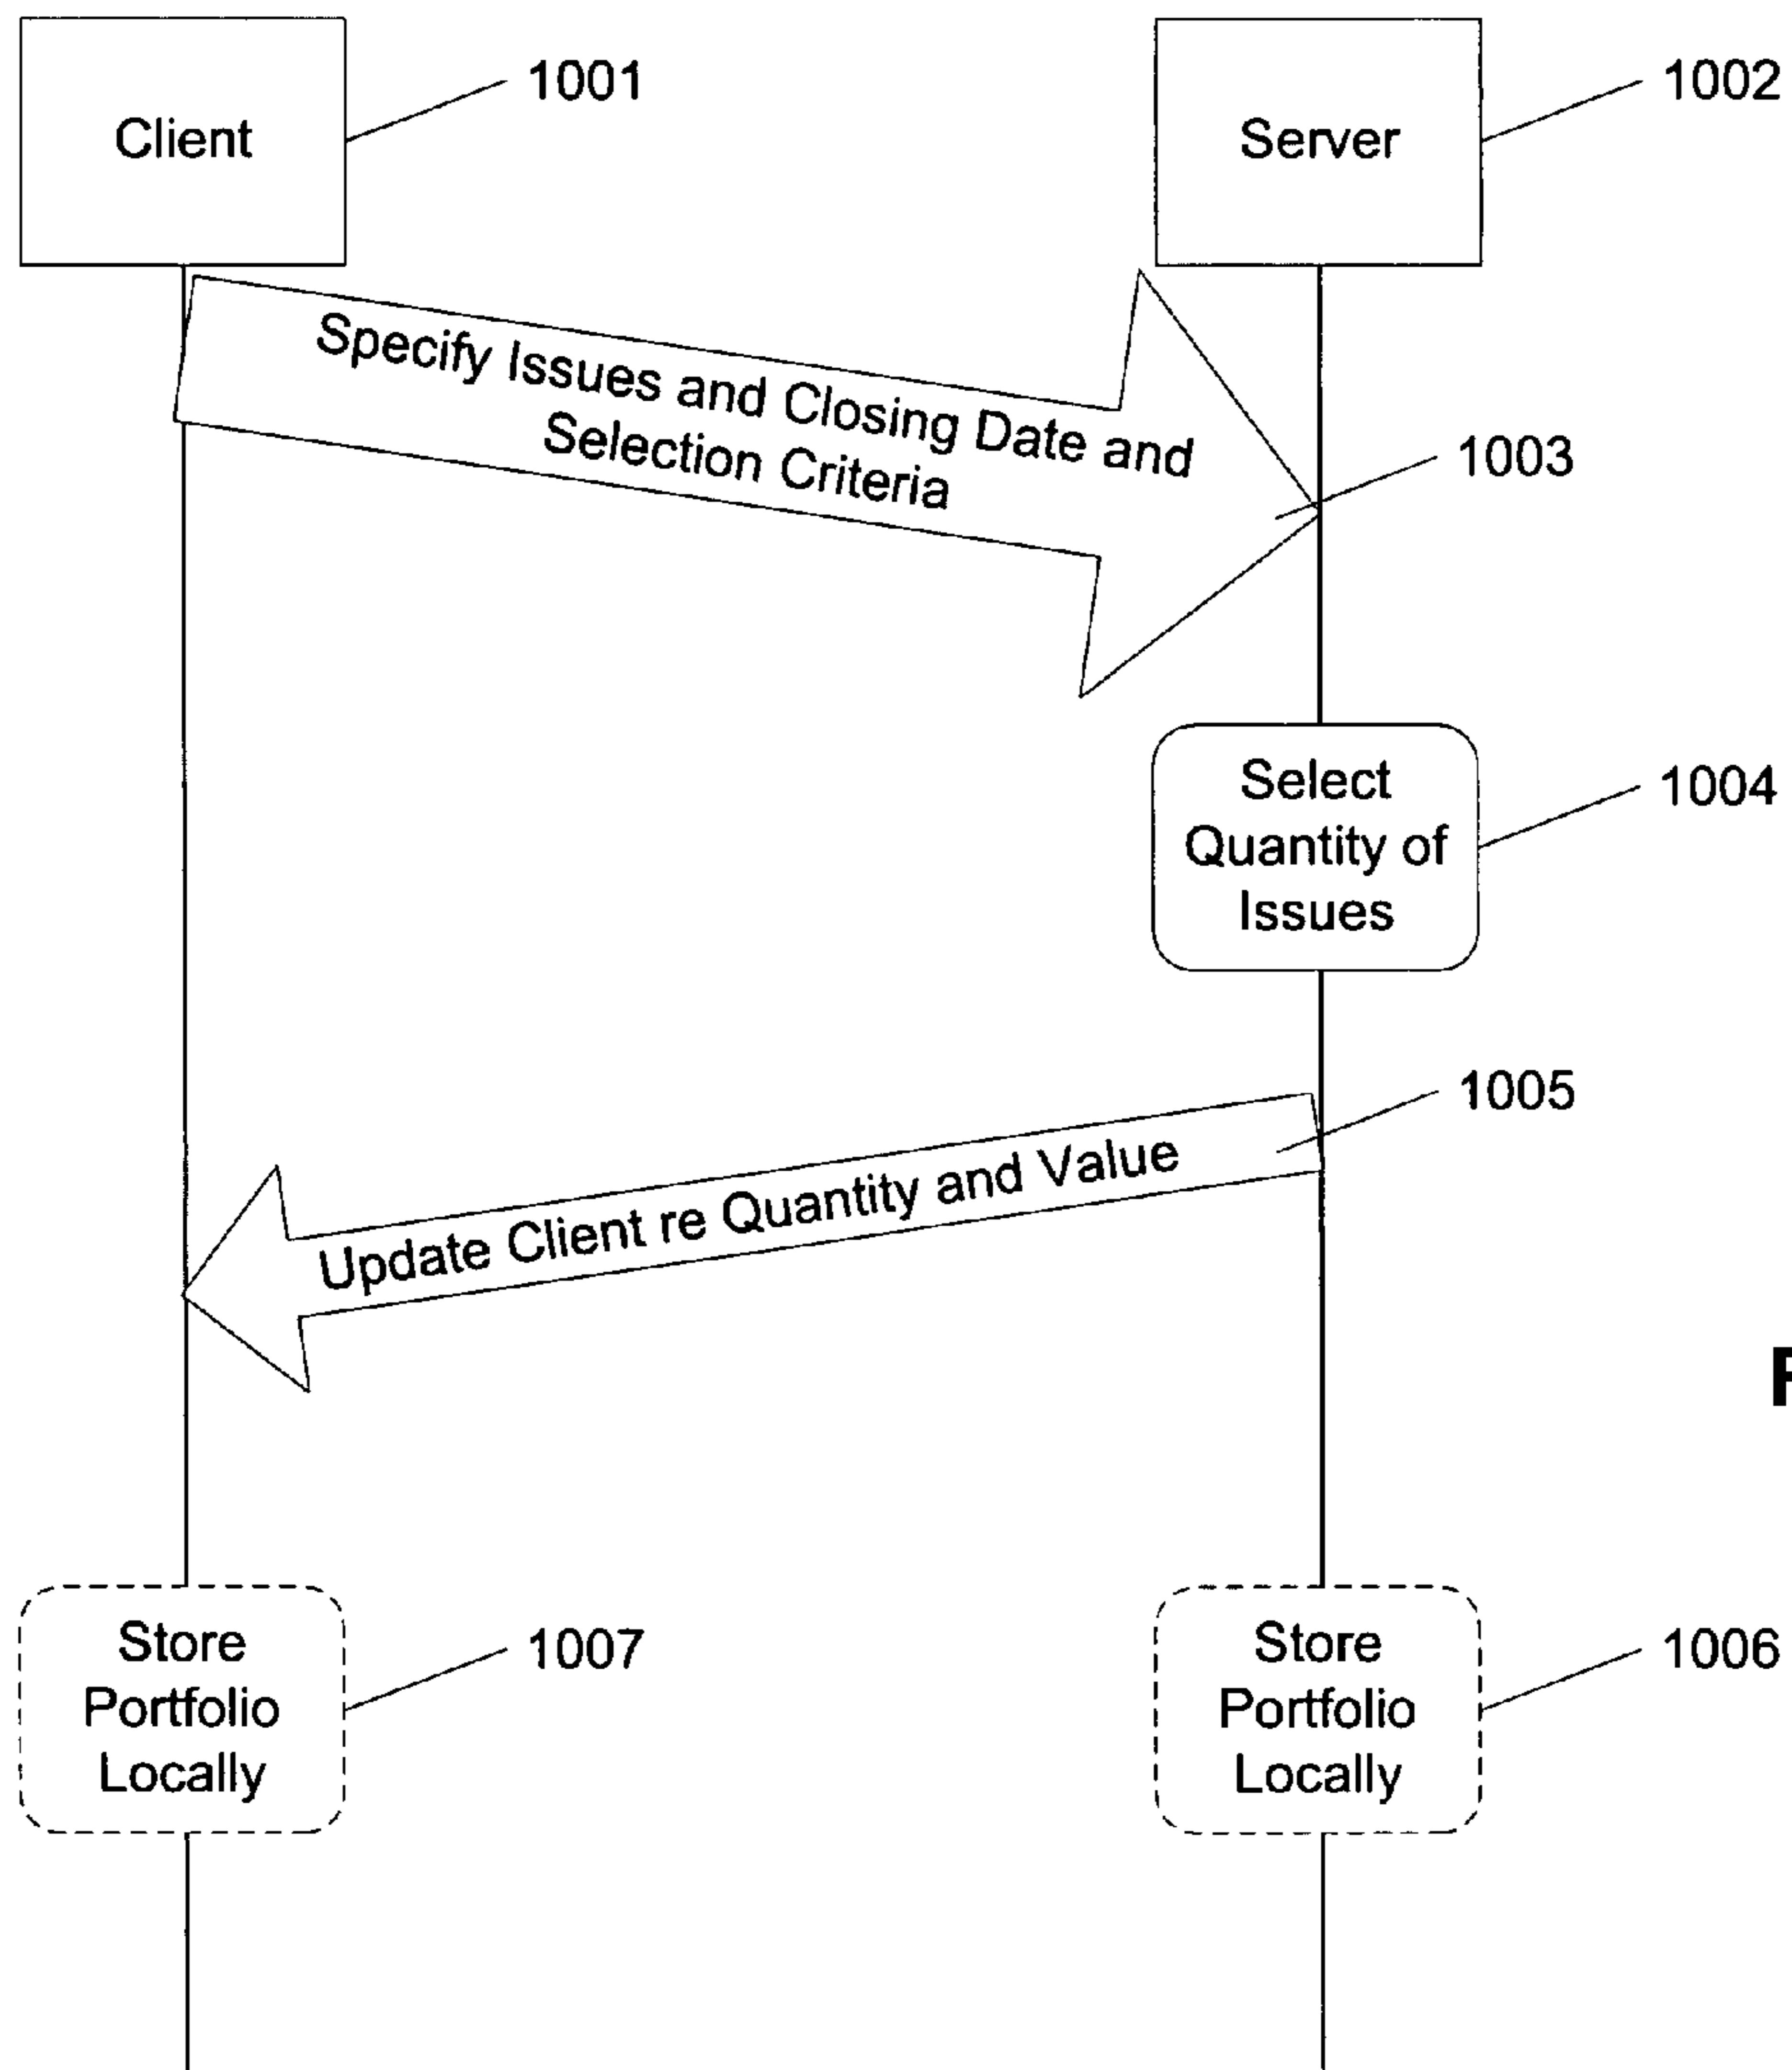 Client
1001
Server
1002
Specify Issues and Closing Date and
Selection Criteria
1003
Select
Quantity of
Issues
1004
1005
Update Client re Quantity and Value
Store
Portfolio
Locally
1007
Store
Portfolio
Locally
1006